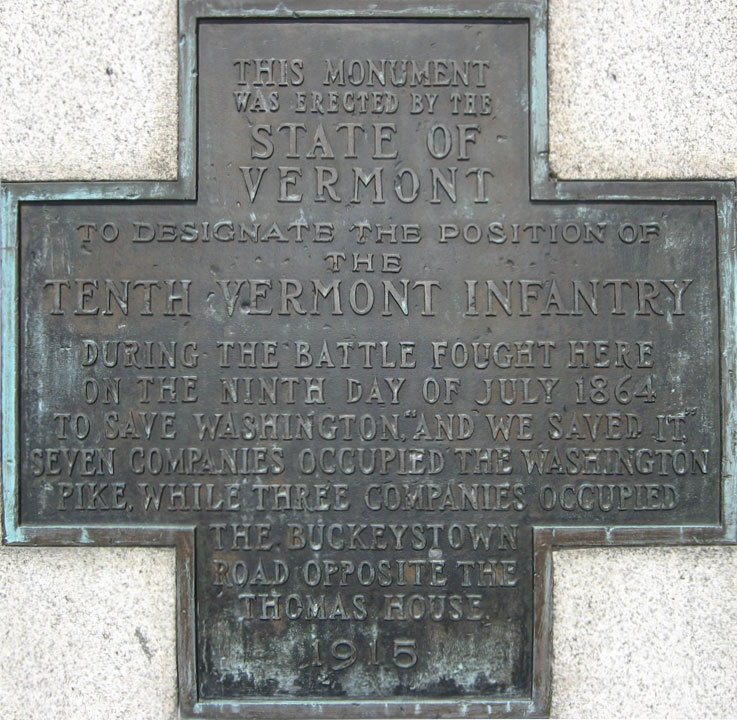 THIS MONUMENT
WAS ERECTED BY THE
STATE OF
VERMONT
TO DESIGNATE THE POSITION OF
THE
TENTH VERMONT INFANTRY
DURING THE BATTLE FOUGHT HERE
ON THE NINTH DAY OF JULY 1864
TO SAVE WASHINGTON, "AND WE SAVED IT."
SEVEN COMPANIES OCCUPIED THE WASHINGTON
PIKE, WHILE THREE COMPANIES OCCUPIED
THE BUCKEYSTOWN
ROAD OPPOSITE THE
THOMAS HOUSE.
1915